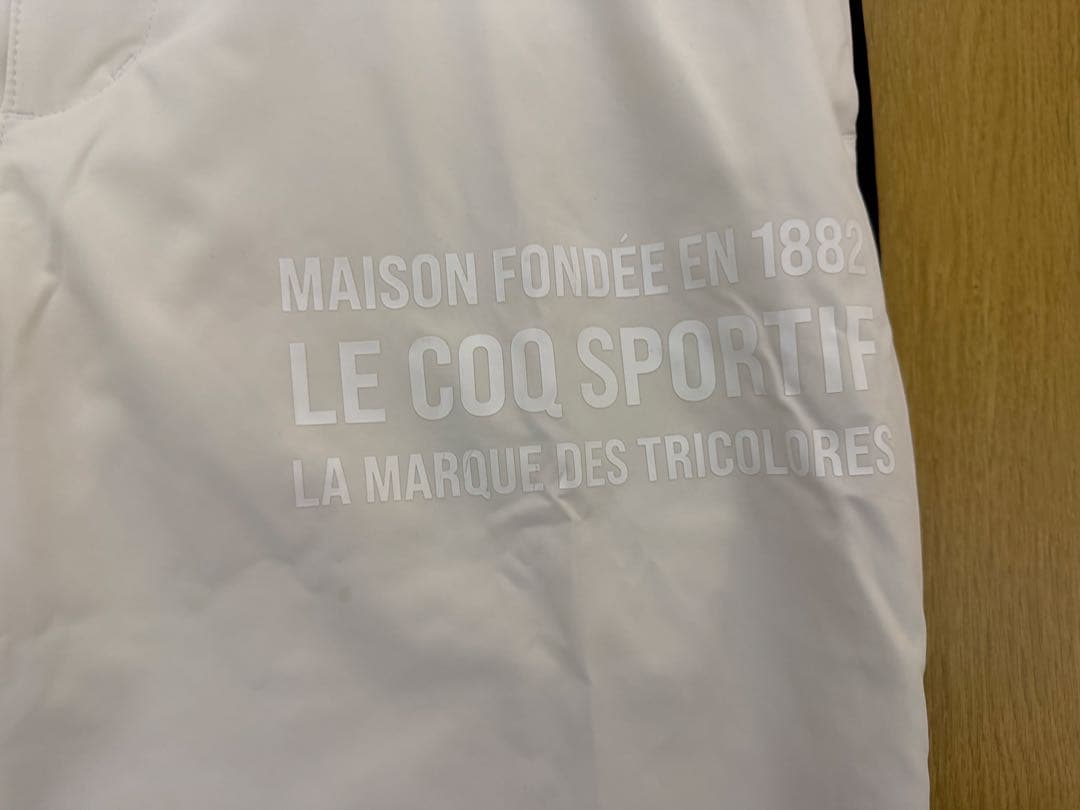 MAISON FONDÉE EN 1882
LE COQ SPORTIF
LA MARQUE DES TRICOLORES